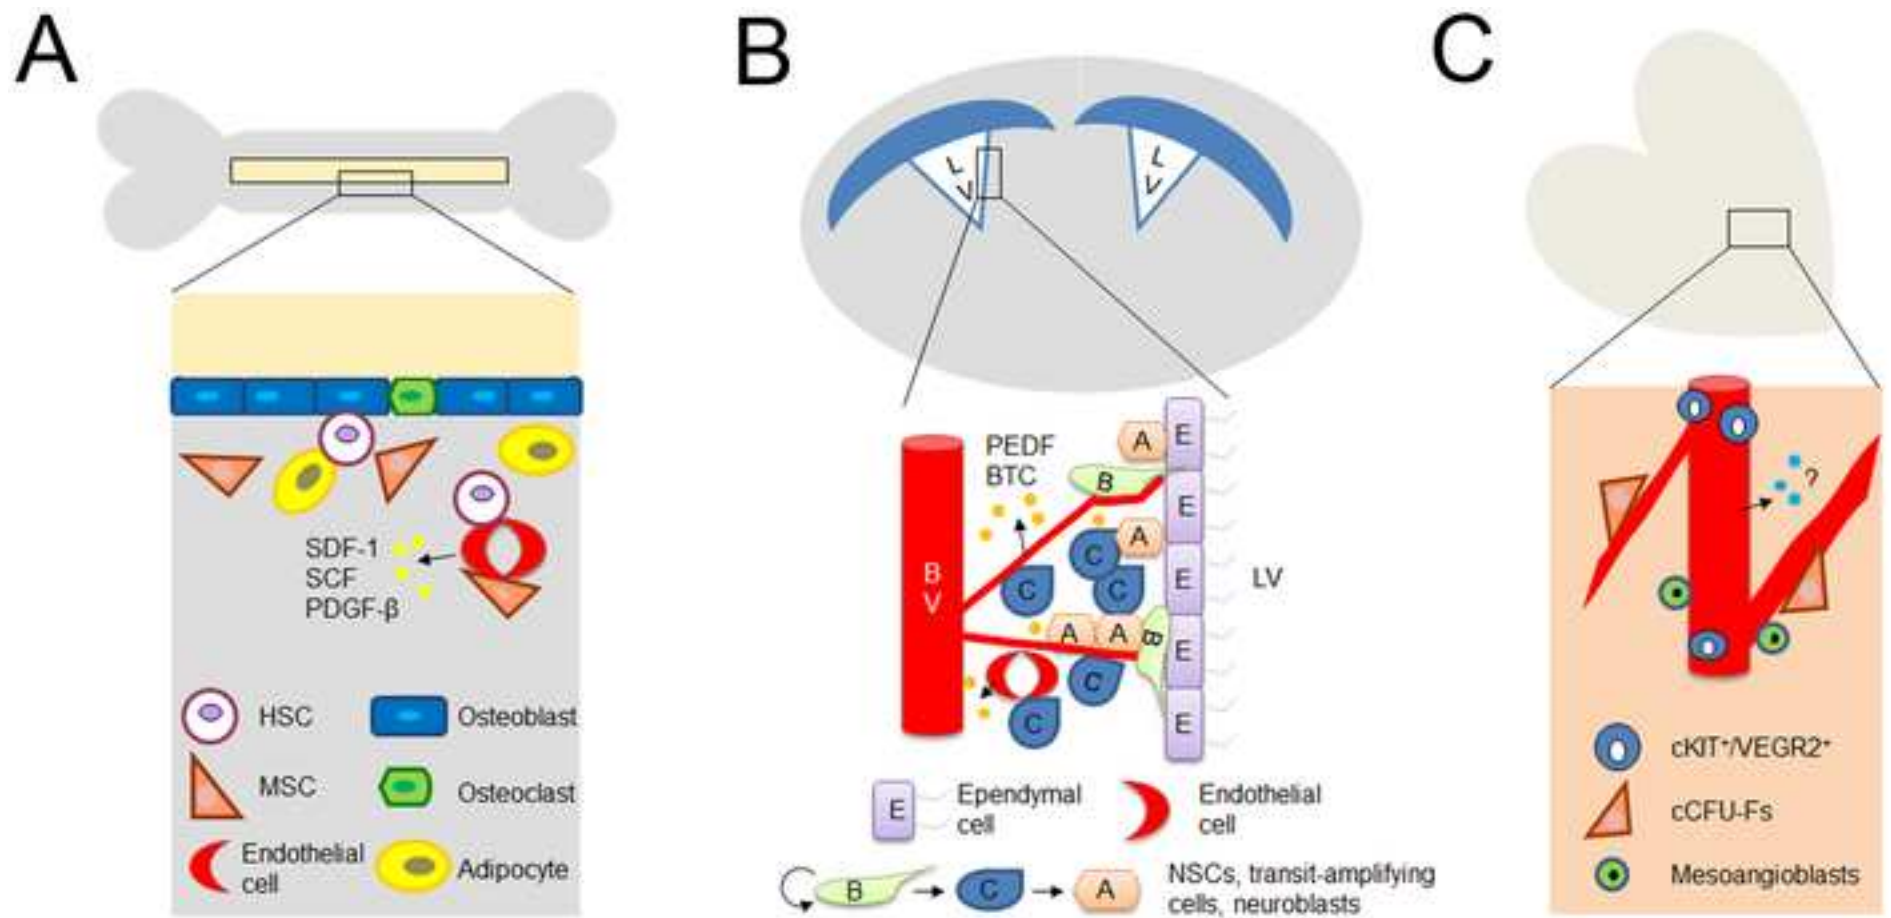 A
SDF-1
SCF
PDGF-β
HSC
Osteoblast
MSC
Osteoclast
Endothelial
cell
Adipocyte
B
L
V
L
V
PEDF
BTC
A
E
B
E
A
C
E
C
C
B
V
LV
A
A
B
E
C
C
E
E
Ependymal
cell
Endothelial
cell
B
C
A
NSCs, transit-amplifying
cells, neuroblasts
C
?
cKIT⁺/VEGR2⁺
cCFU-Fs
Mesoangioblasts